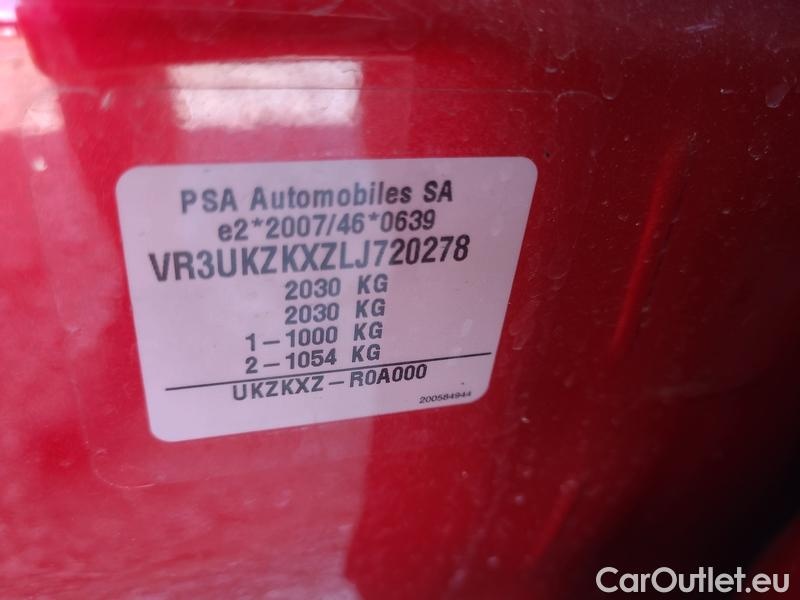 PSA Automobiles SA
e2*2007/46*0639
VR3UKZKXZLJ720278
2030 KG
2030 KG
1-1000 KG
2-1054 KG
UKZKXZ-R0A000
200584944
CarOutlet.eu